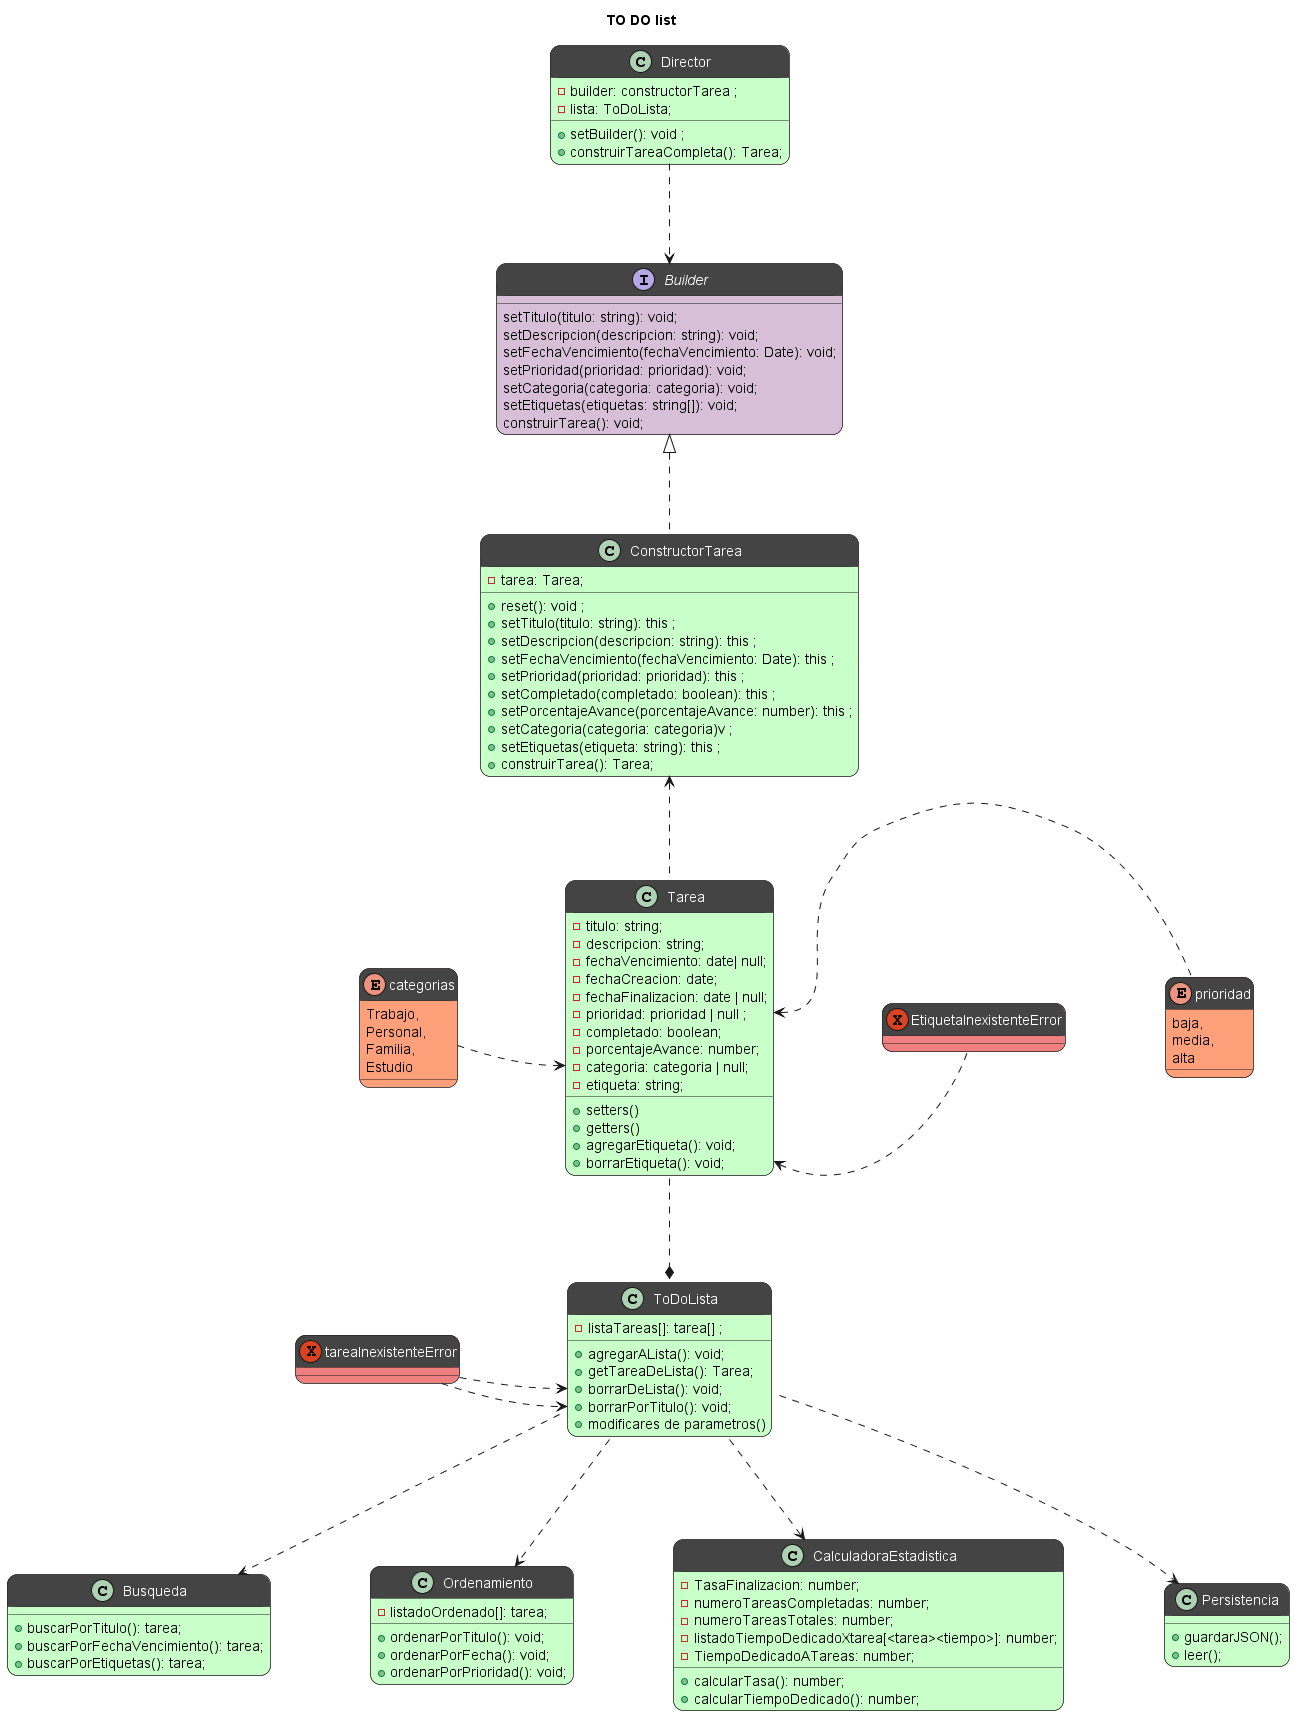 TO DO list
C Director
builder: constructorTarea ;
lista: ToDoLista;
setBuilder(): void ;
construirTareaCompleta(): Tarea;
I Builder
setTitulo(titulo: string): void;
setDescripcion(descripcion: string): void;
setFechaVencimiento(fechaVencimiento: Date): void;
setPrioridad(prioridad: prioridad): void;
setCategoria(categoria: categoria): void;
setEtiquetas(etiquetas: string[]): void;
construirTarea(): void;
C ConstructorTarea
tarea: Tarea;
reset(): void ;
setTitulo(titulo: string): this ;
setDescripcion(descripcion: string): this ;
setFechaVencimiento(fechaVencimiento: Date): this ;
setPrioridad(prioridad: prioridad): this ;
setCompletado(completado: boolean): this ;
setPorcentajeAvance(porcentajeAvance: number): this ;
setCategoria(categoria: categoria)v ;
setEtiquetas(etiqueta: string): this ;
construirTarea(): Tarea;
C Tarea
titulo: string;
descripcion: string;
fechaVencimiento: date| null;
fechaCreacion: date;
fechaFinalizacion: date | null;
prioridad: prioridad | null ;
completado: boolean;
porcentajeAvance: number;
categoria: categoria | null;
etiqueta: string;
setters()
getters()
agregarEtiqueta(): void;
borrarEtiqueta(): void;
E categorias
Trabajo,
Personal,
Familia,
Estudio
X EtiquetaInexistenteError
E prioridad
baja,
media,
alta
C ToDoLista
listaTareas[]: tarea[] ;
agregarALista(): void;
getTareaDeLista(): Tarea;
borrarDeLista(): void;
borrarPorTitulo(): void;
modificares de parametros()
X tareaInexistenteError
C Busqueda
buscarPorTitulo(): tarea;
buscarPorFechaVencimiento(): tarea;
buscarPorEtiquetas(): tarea;
C Ordenamiento
listadoOrdenado[]: tarea;
ordenarPorTitulo(): void;
ordenarPorFecha(): void;
ordenarPorPrioridad(): void;
C CalculadoraEstadistica
TasaFinalizacion: number;
numeroTareasCompletadas: number;
numeroTareasTotales: number;
listadoTiempoDedicadoXtarea[<tarea><tiempo>]: number;
TiempoDedicadoATareas: number;
calcularTasa(): number;
calcularTiempoDedicado(): number;
C Persistencia
guardarJSON();
leer();